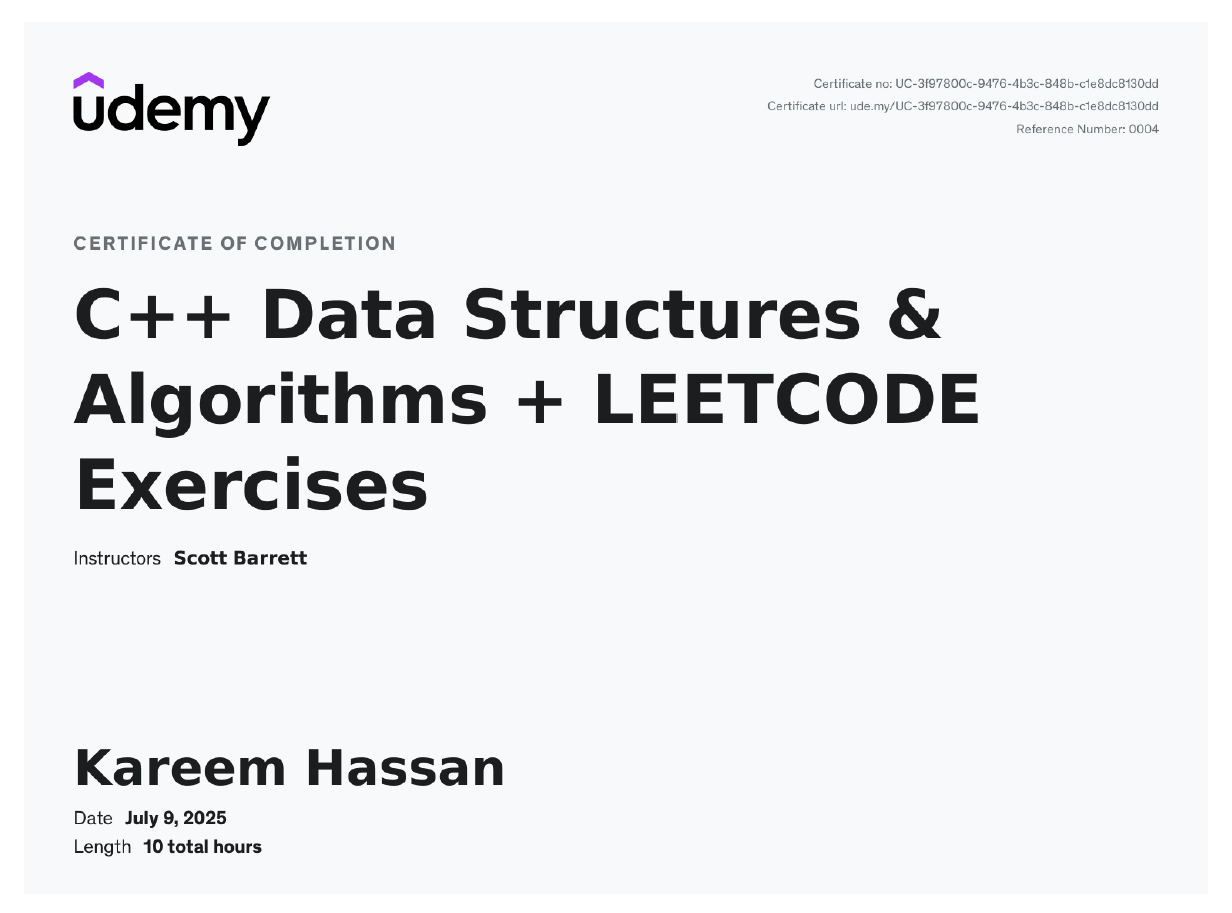 udemy
Certificate no: UC-3f97800c-9476-4b3c-848b-c1e8dc8130dd
Certificate url: ude.my/UC-3f97800c-9476-4b3c-848b-c1e8dc8130dd
Reference Number: 0004
CERTIFICATE OF COMPLETION
C++ Data Structures &
Algorithms + LEETCODE
Exercises
Instructors Scott Barrett
Kareem Hassan
Date July 9, 2025
Length 10 total hours